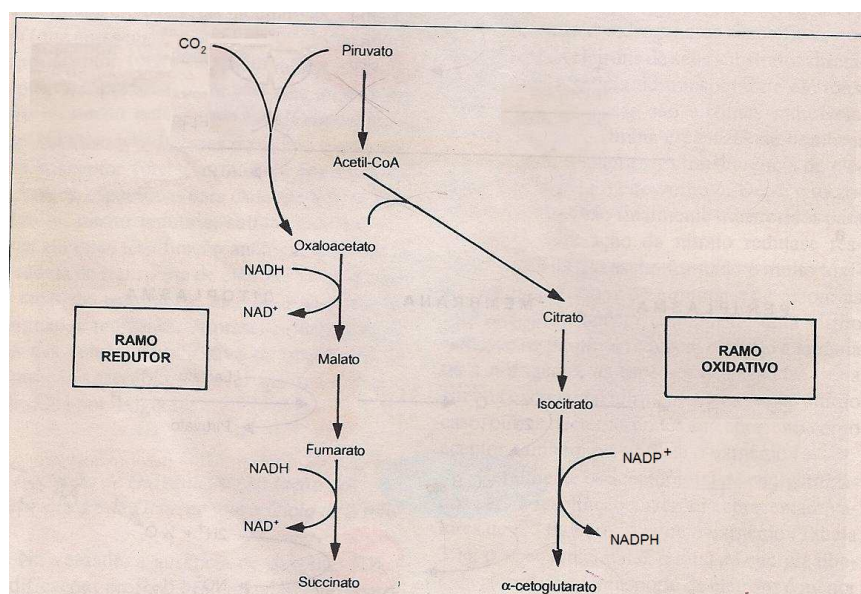 CO₂
Piruvato
Acetil-CoA
Oxaloacetato
NADH
NAD⁺
Citrato
RAMO
REDUTOR
RAMO
OXIDATIVO
Malato
Isocitrato
Fumarato
NADH
NADP⁺
NAD⁺
NADPH
Succinato
α-cetoglutarato